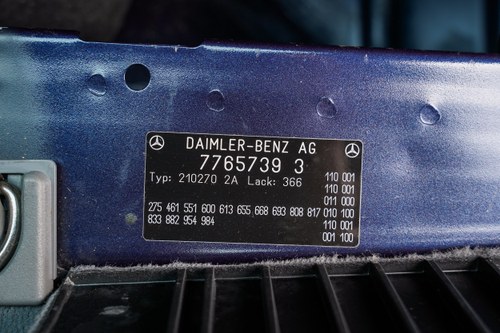 DAIMLER-BENZ AG
7765739 3
Typ: 210270 2A Lack: 366
110 001
110 001
011 000
275 461 551 600 613 655 668 693 808 817 010 100
833 882 954 984 110 001
001 100